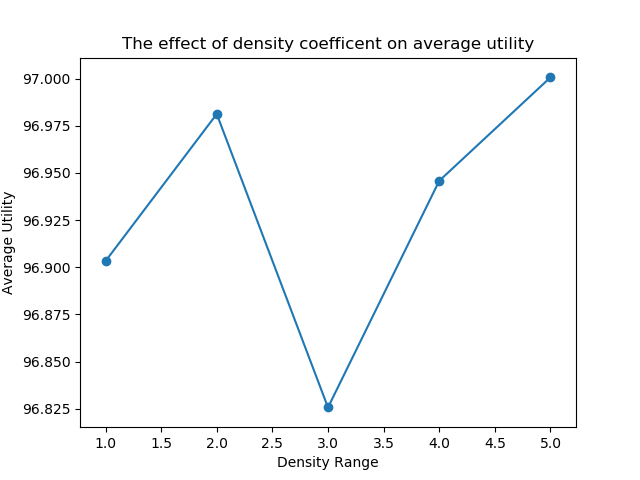 The effect of density coefficent on average utility
97.000
96.975
96.950
96.925
96.900
96.875
96.850
96.825
Average Utility
1.0 1.5 2.0 2.5 3.0 3.5 4.0 4.5 5.0
Density Range